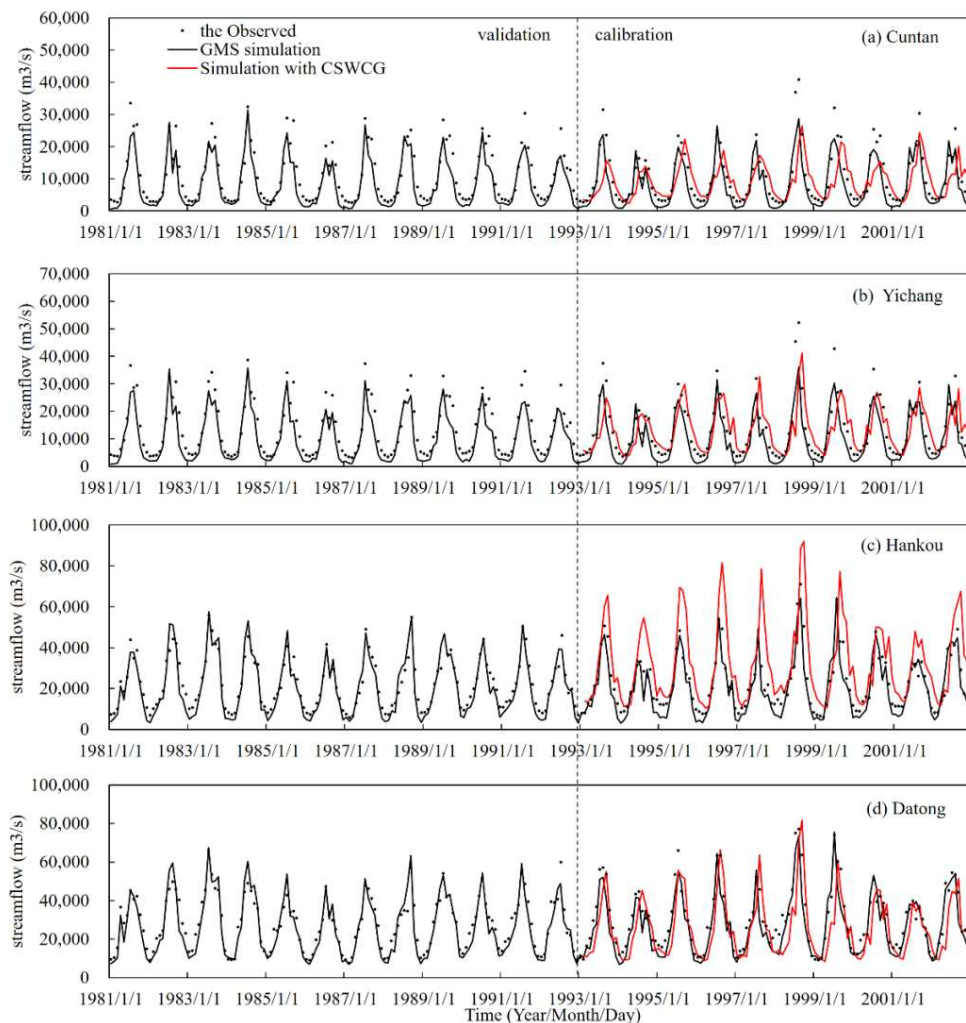 60,000
50,000
40,000
30,000
20,000
10,000
0
streamflow (m3/s)
the Observed
GMS simulation
Simulation with CSWCG
validation
calibration
(a) Cuntan
1981/1/1 1983/1/1 1985/1/1 1987/1/1 1989/1/1 1991/1/1 1993/1/1 1995/1/1 1997/1/1 1999/1/1 2001/1/1
70,000
60,000
50,000
40,000
30,000
20,000
10,000
0
streamflow (m3/s)
(b) Yichang
1981/1/1 1983/1/1 1985/1/1 1987/1/1 1989/1/1 1991/1/1 1993/1/1 1995/1/1 1997/1/1 1999/1/1 2001/1/1
100,000
80,000
60,000
40,000
20,000
0
streamflow (m3/s)
(c) Hankou
1981/1/1 1983/1/1 1985/1/1 1987/1/1 1989/1/1 1991/1/1 1993/1/1 1995/1/1 1997/1/1 1999/1/1 2001/1/1
100,000
80,000
60,000
40,000
20,000
0
streamflow (m3/s)
(d) Datong
1981/1/1 1983/1/1 1985/1/1 1987/1/1 1989/1/1 1991/1/1 1993/1/1 1995/1/1 1997/1/1 1999/1/1 2001/1/1
Time (Year/Month/Day)